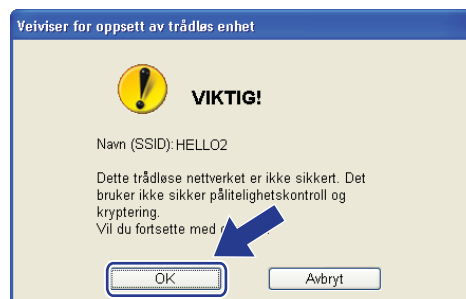 Veiviser for oppsett av trådløs enhet
VIKTIG!
Navn (SSID): HELLO2
Dette trådløse nettverket er ikke sikkert. Det
bruker ikke sikker pålitelighetskontroll og
kryptering.
Vil du fortsette med
OK
Avbryt